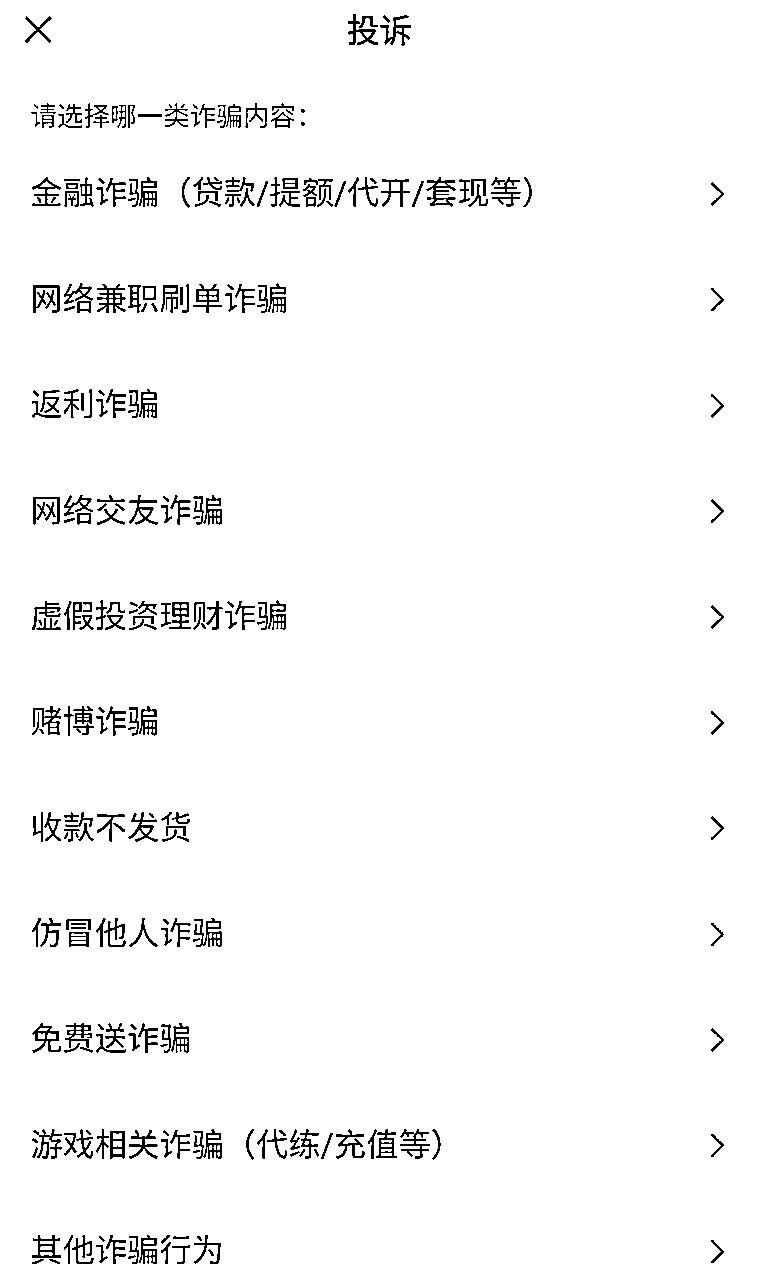 投诉
请选择哪一类诈骗内容：
金融诈骗（贷款/提额/代开/套现等）
网络兼职刷单诈骗
返利诈骗
网络交友诈骗
虚假投资理财诈骗
赌博诈骗
收款不发货
仿冒他人诈骗
免费送诈骗
游戏相关诈骗（代练/充值等）
其他诈骗行为